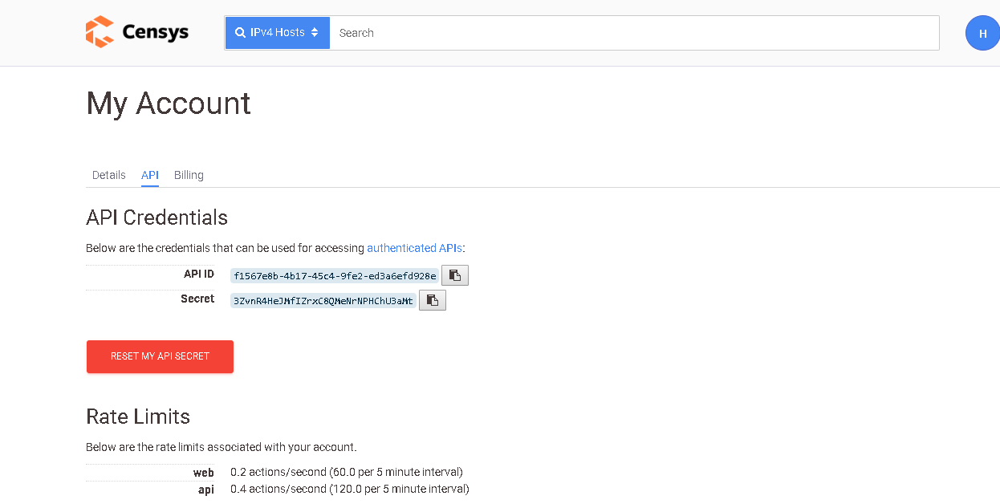 Censys
IPv4 Hosts
Search
H
My Account
Details API Billing
API Credentials
Below are the credentials that can be used for accessing authenticated APIs:
API ID f1567e8b-4b17-45c4-9fe2-ed3a6efd928e
Secret 3ZvnR4HeJMfIZrxC8QMeNrNPHChU3aMt
RESET MY API SECRET
Rate Limits
Below are the rate limits associated with your account.
web 0.2 actions/second (60.0 per 5 minute interval)
api 0.4 actions/second (120.0 per 5 minute interval)